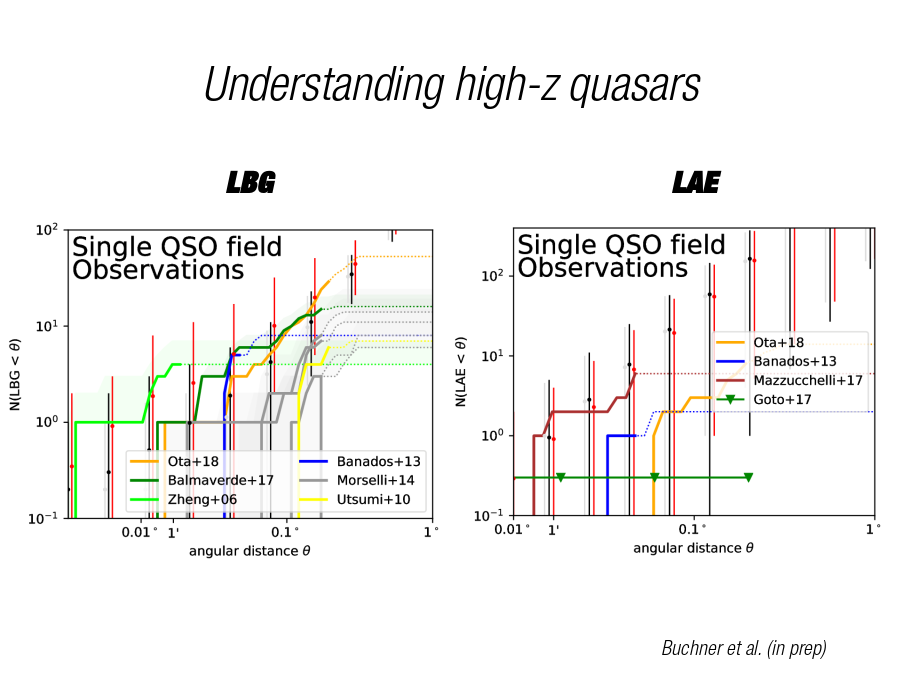 Understanding high-z quasars
LBG
LAE
Single QSO field
Observations
N(LBG < θ)
10²
10¹
10⁰
10⁻¹
Ota+18
Balmaverde+17
Zheng+06
Banados+13
Morselli+14
Utsumi+10
0.01° 1' 0.1° 1°
angular distance θ
Single QSO field
Observations
N(LAE < θ)
10²
10¹
10⁰
10⁻¹
Ota+18
Banados+13
Mazzucchelli+17
Goto+17
0.01° 1' 0.1° 1°
angular distance θ
Buchner et al. (in prep)